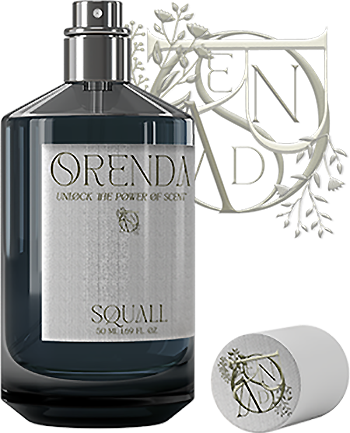 ORENDA
UNLOCK THE POWER OF SCENT
SQUALL
50 ML 1.69 FL. OZ.